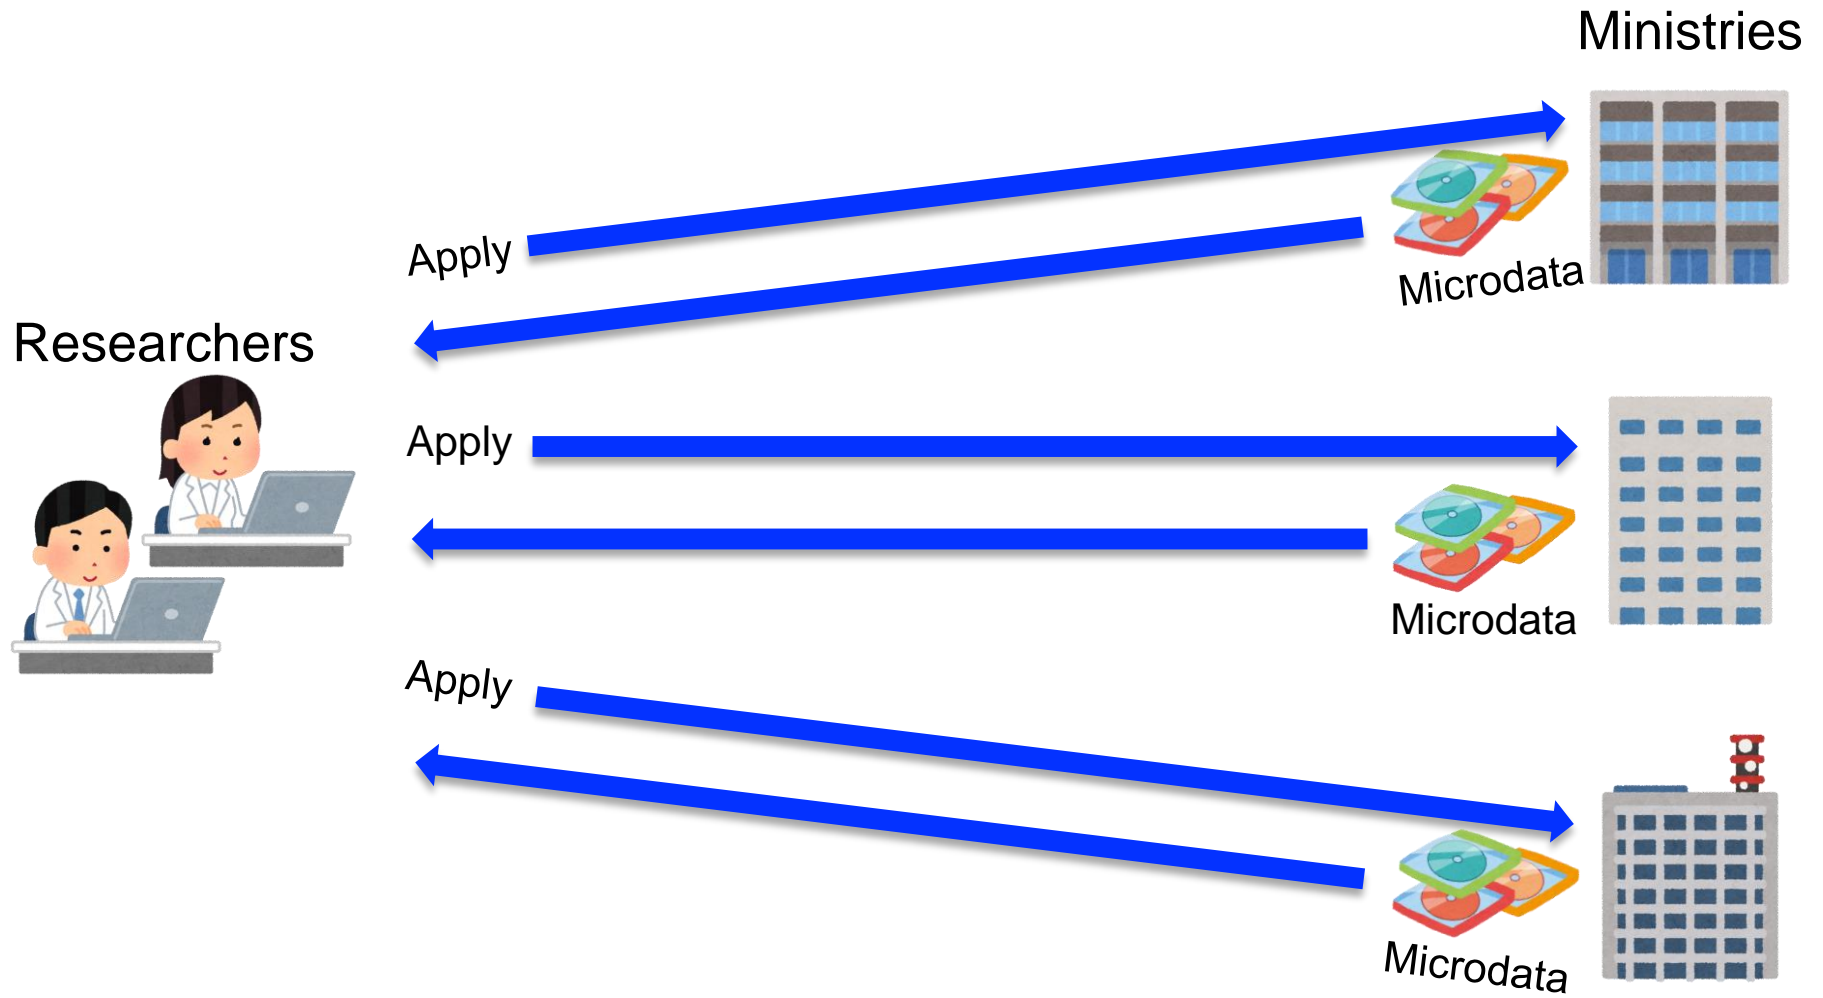 Ministries
Apply
Microdata
Researchers
Apply
Microdata
Apply
Microdata